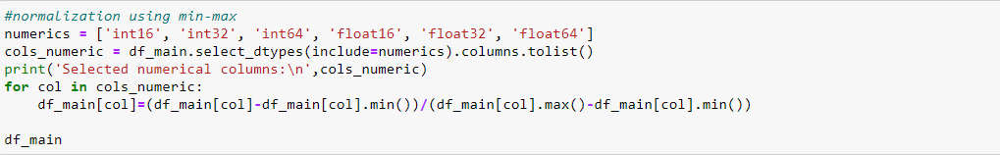 #normalization using min-max
numerics = ['int16', 'int32', 'int64', 'float16', 'float32', 'float64']
cols_numeric = df_main.select_dtypes(include=numerics).columns.tolist()
print('Selected numerical columns:\n',cols_numeric)
for col in cols_numeric:
    df_main[col]=(df_main[col]-df_main[col].min())/(df_main[col].max()-df_main[col].min())
df_main